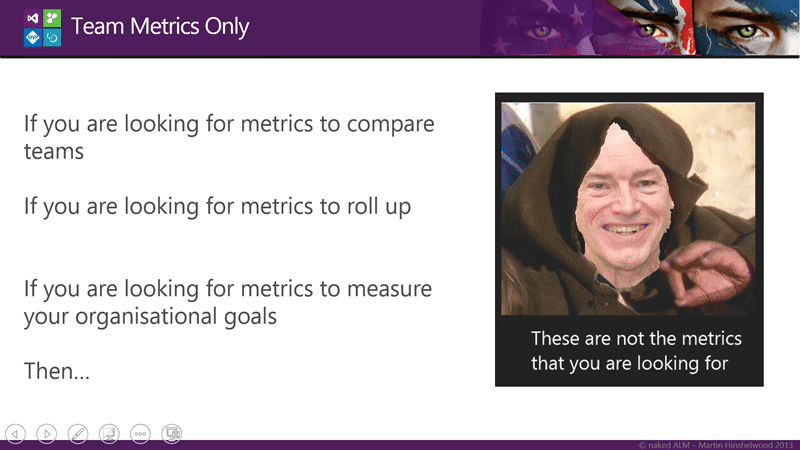 Team Metrics Only
If you are looking for metrics to compare
teams
If you are looking for metrics to roll up
If you are looking for metrics to measure
your organisational goals
Then...
These are not the metrics
that you are looking for
© naked ALM – Martin Hinshelwood 2013